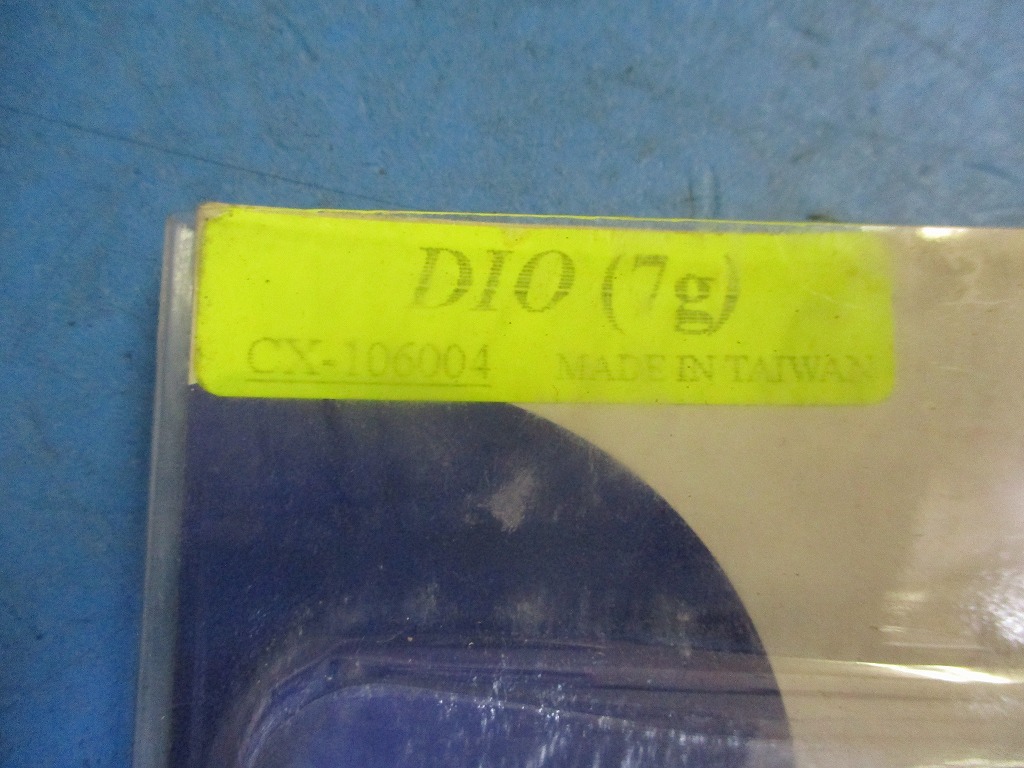 DIO (7g)
CX-106004 MADE IN TAIWAN